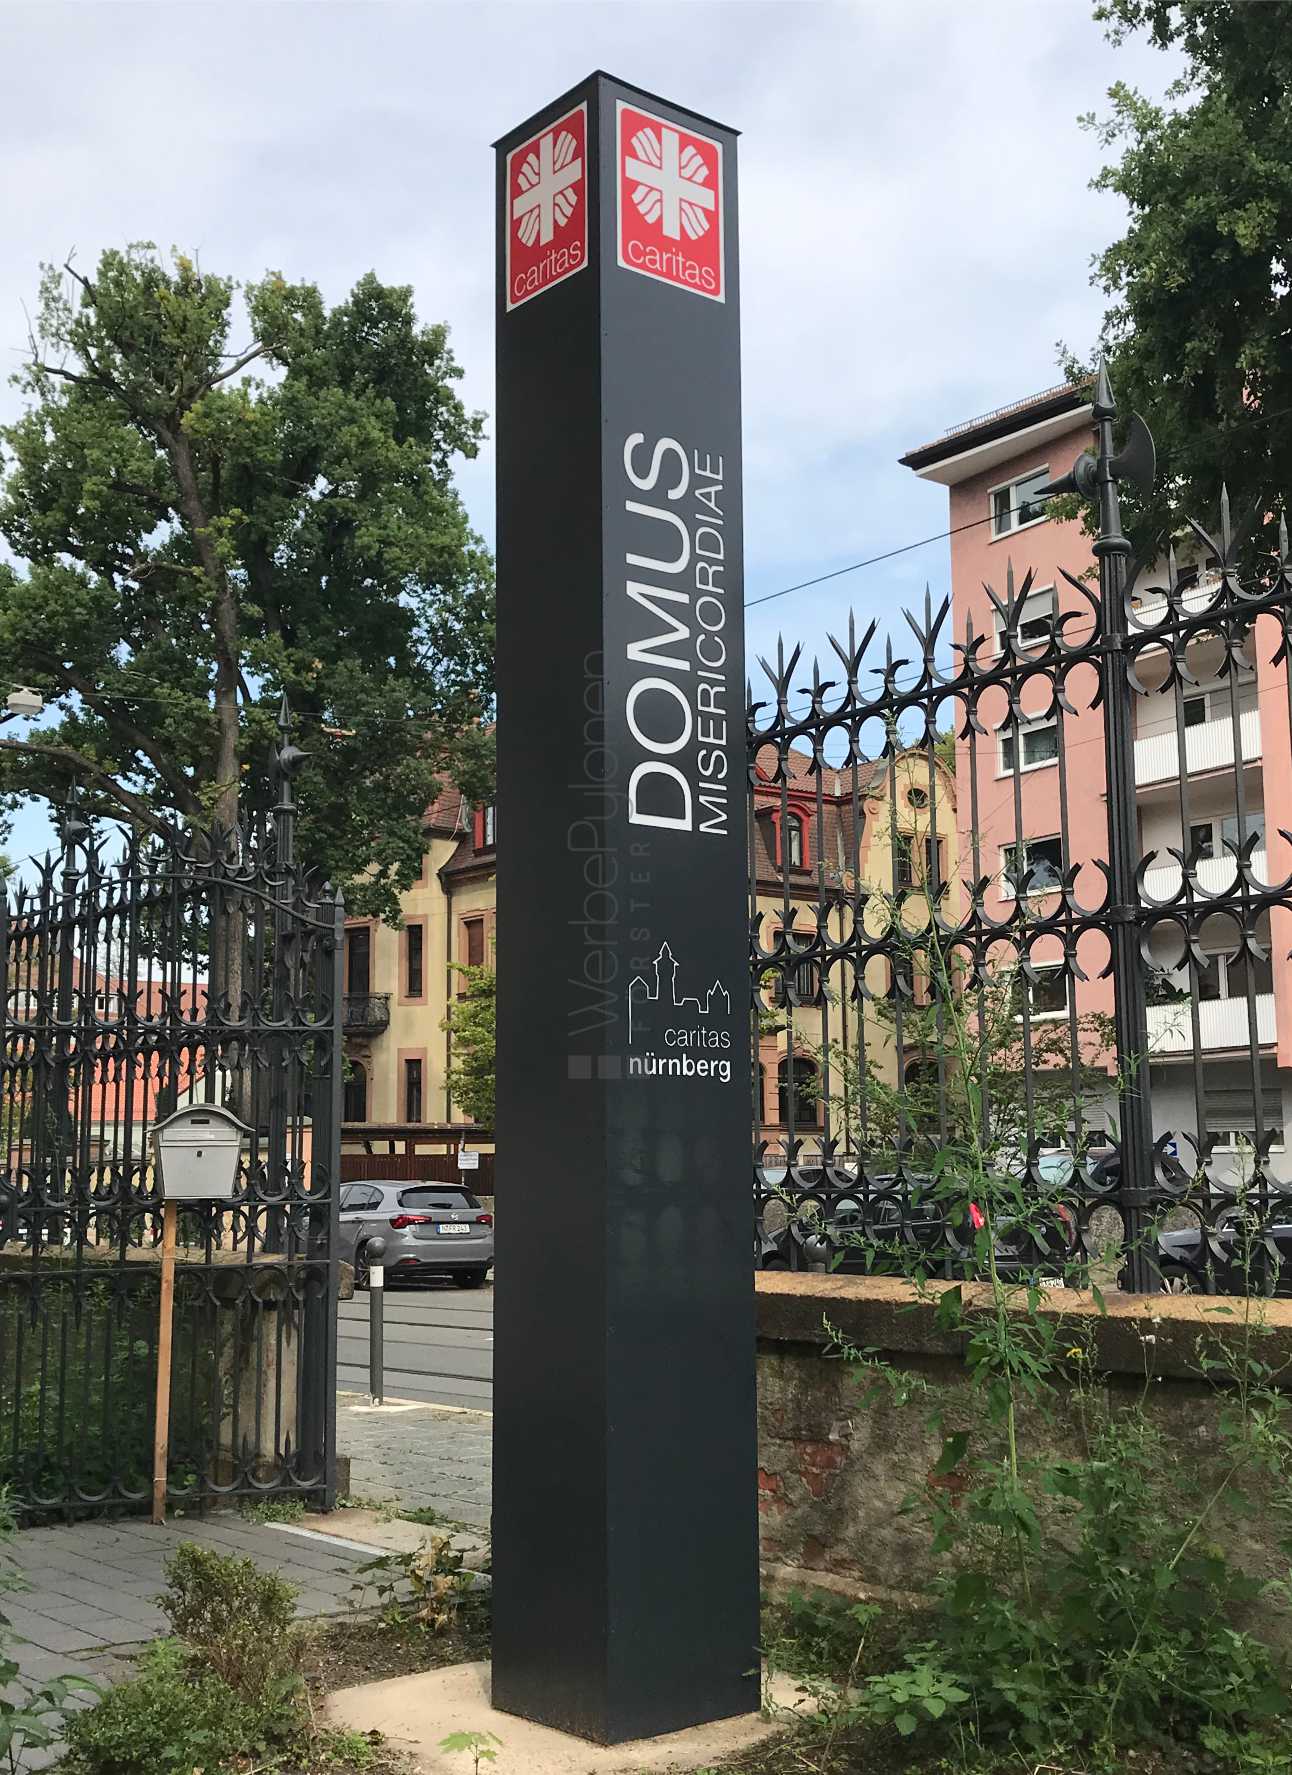 caritas
caritas
DOMUS
MISERICORDIAE
WerbePylonen
FÖRSTER
caritas
nürnberg